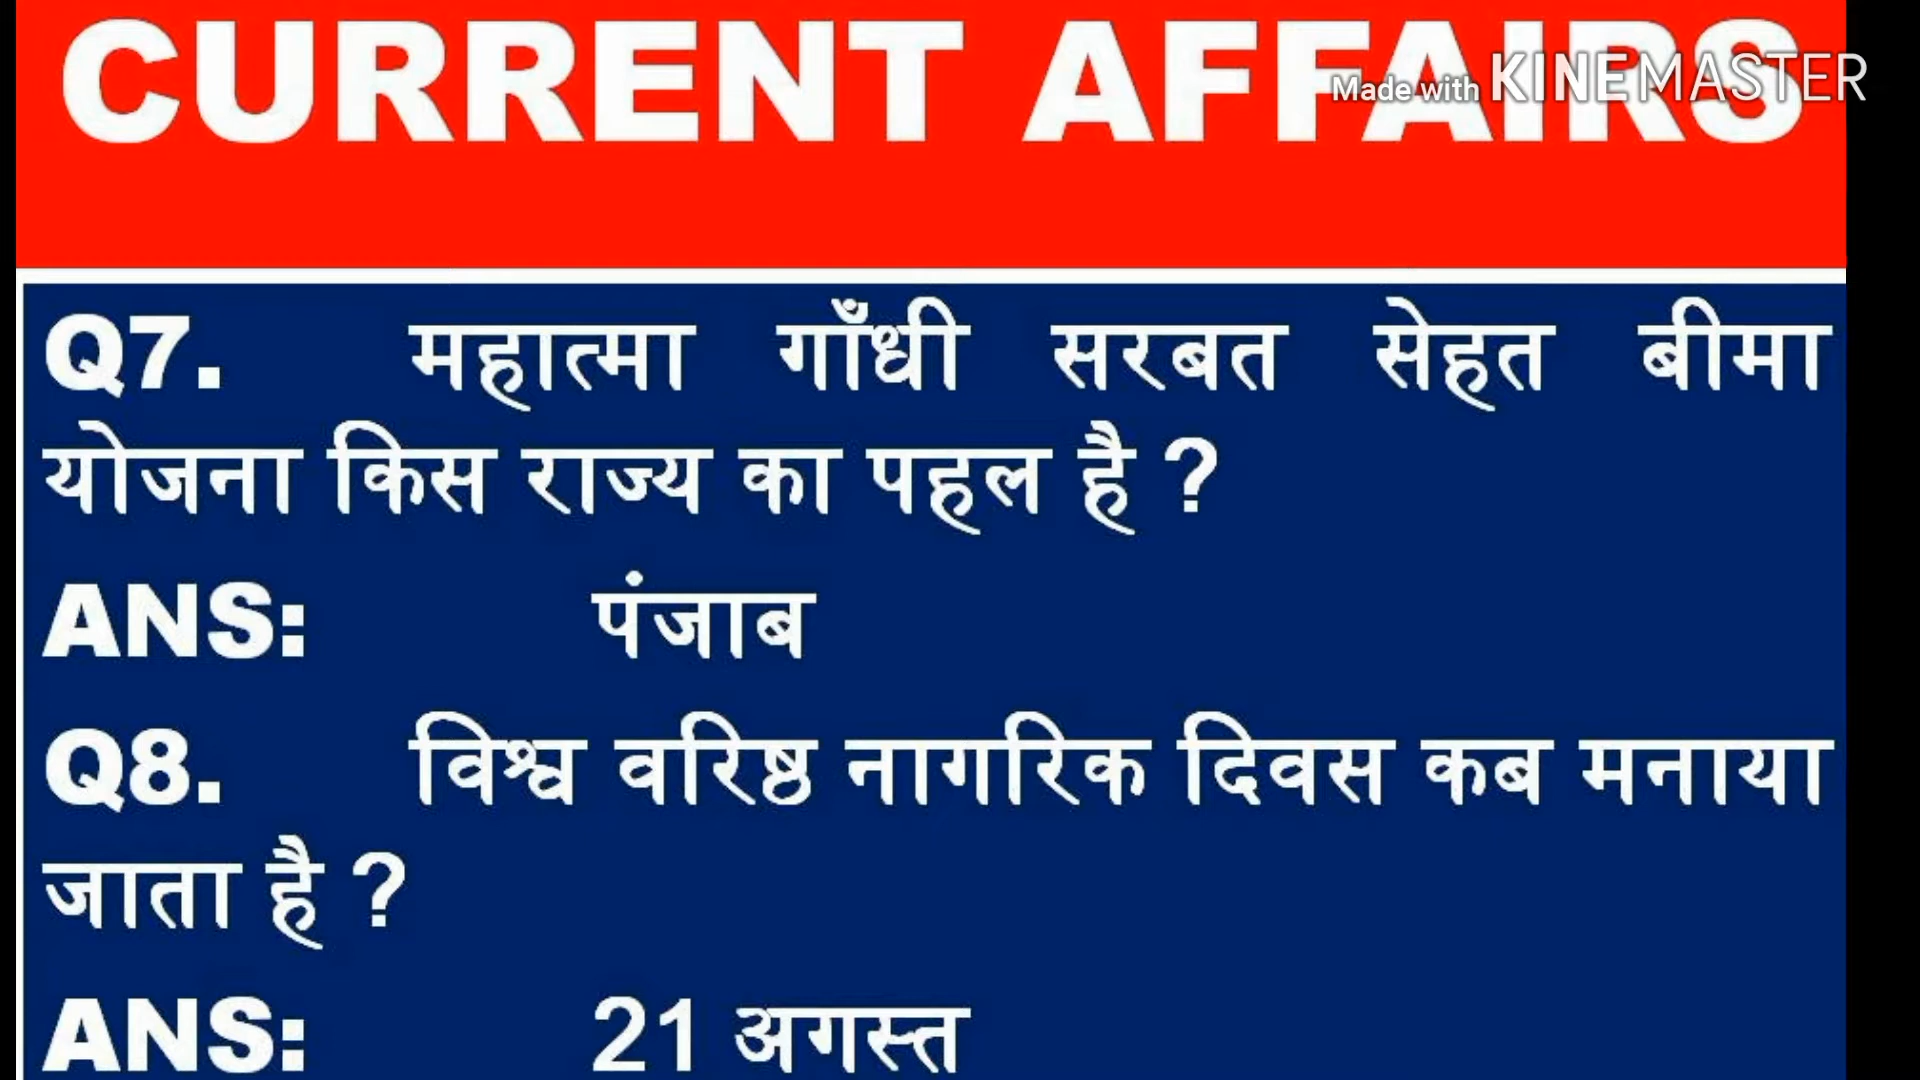 CURRENT AFFAIRS
Made with KINEMASTER
Q7. महात्मा गाँधी सरबत सेहत बीमा
योजना किस राज्य का पहल है ?
ANS: पंजाब
Q8. विश्व वरिष्ठ नागरिक दिवस कब मनाया
जाता है ?
ANS: 21 अगस्त